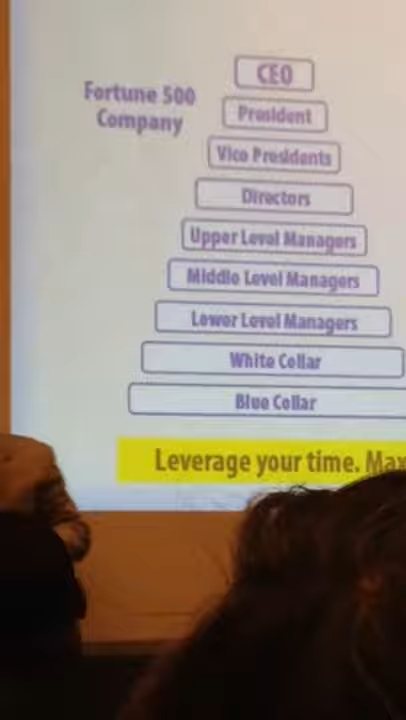 Fortune 500
Company
CEO
President
Vice Presidents
Directors
Upper Level Managers
Middle Level Managers
Lower Level Managers
White Collar
Blue Collar
Leverage your time. Max